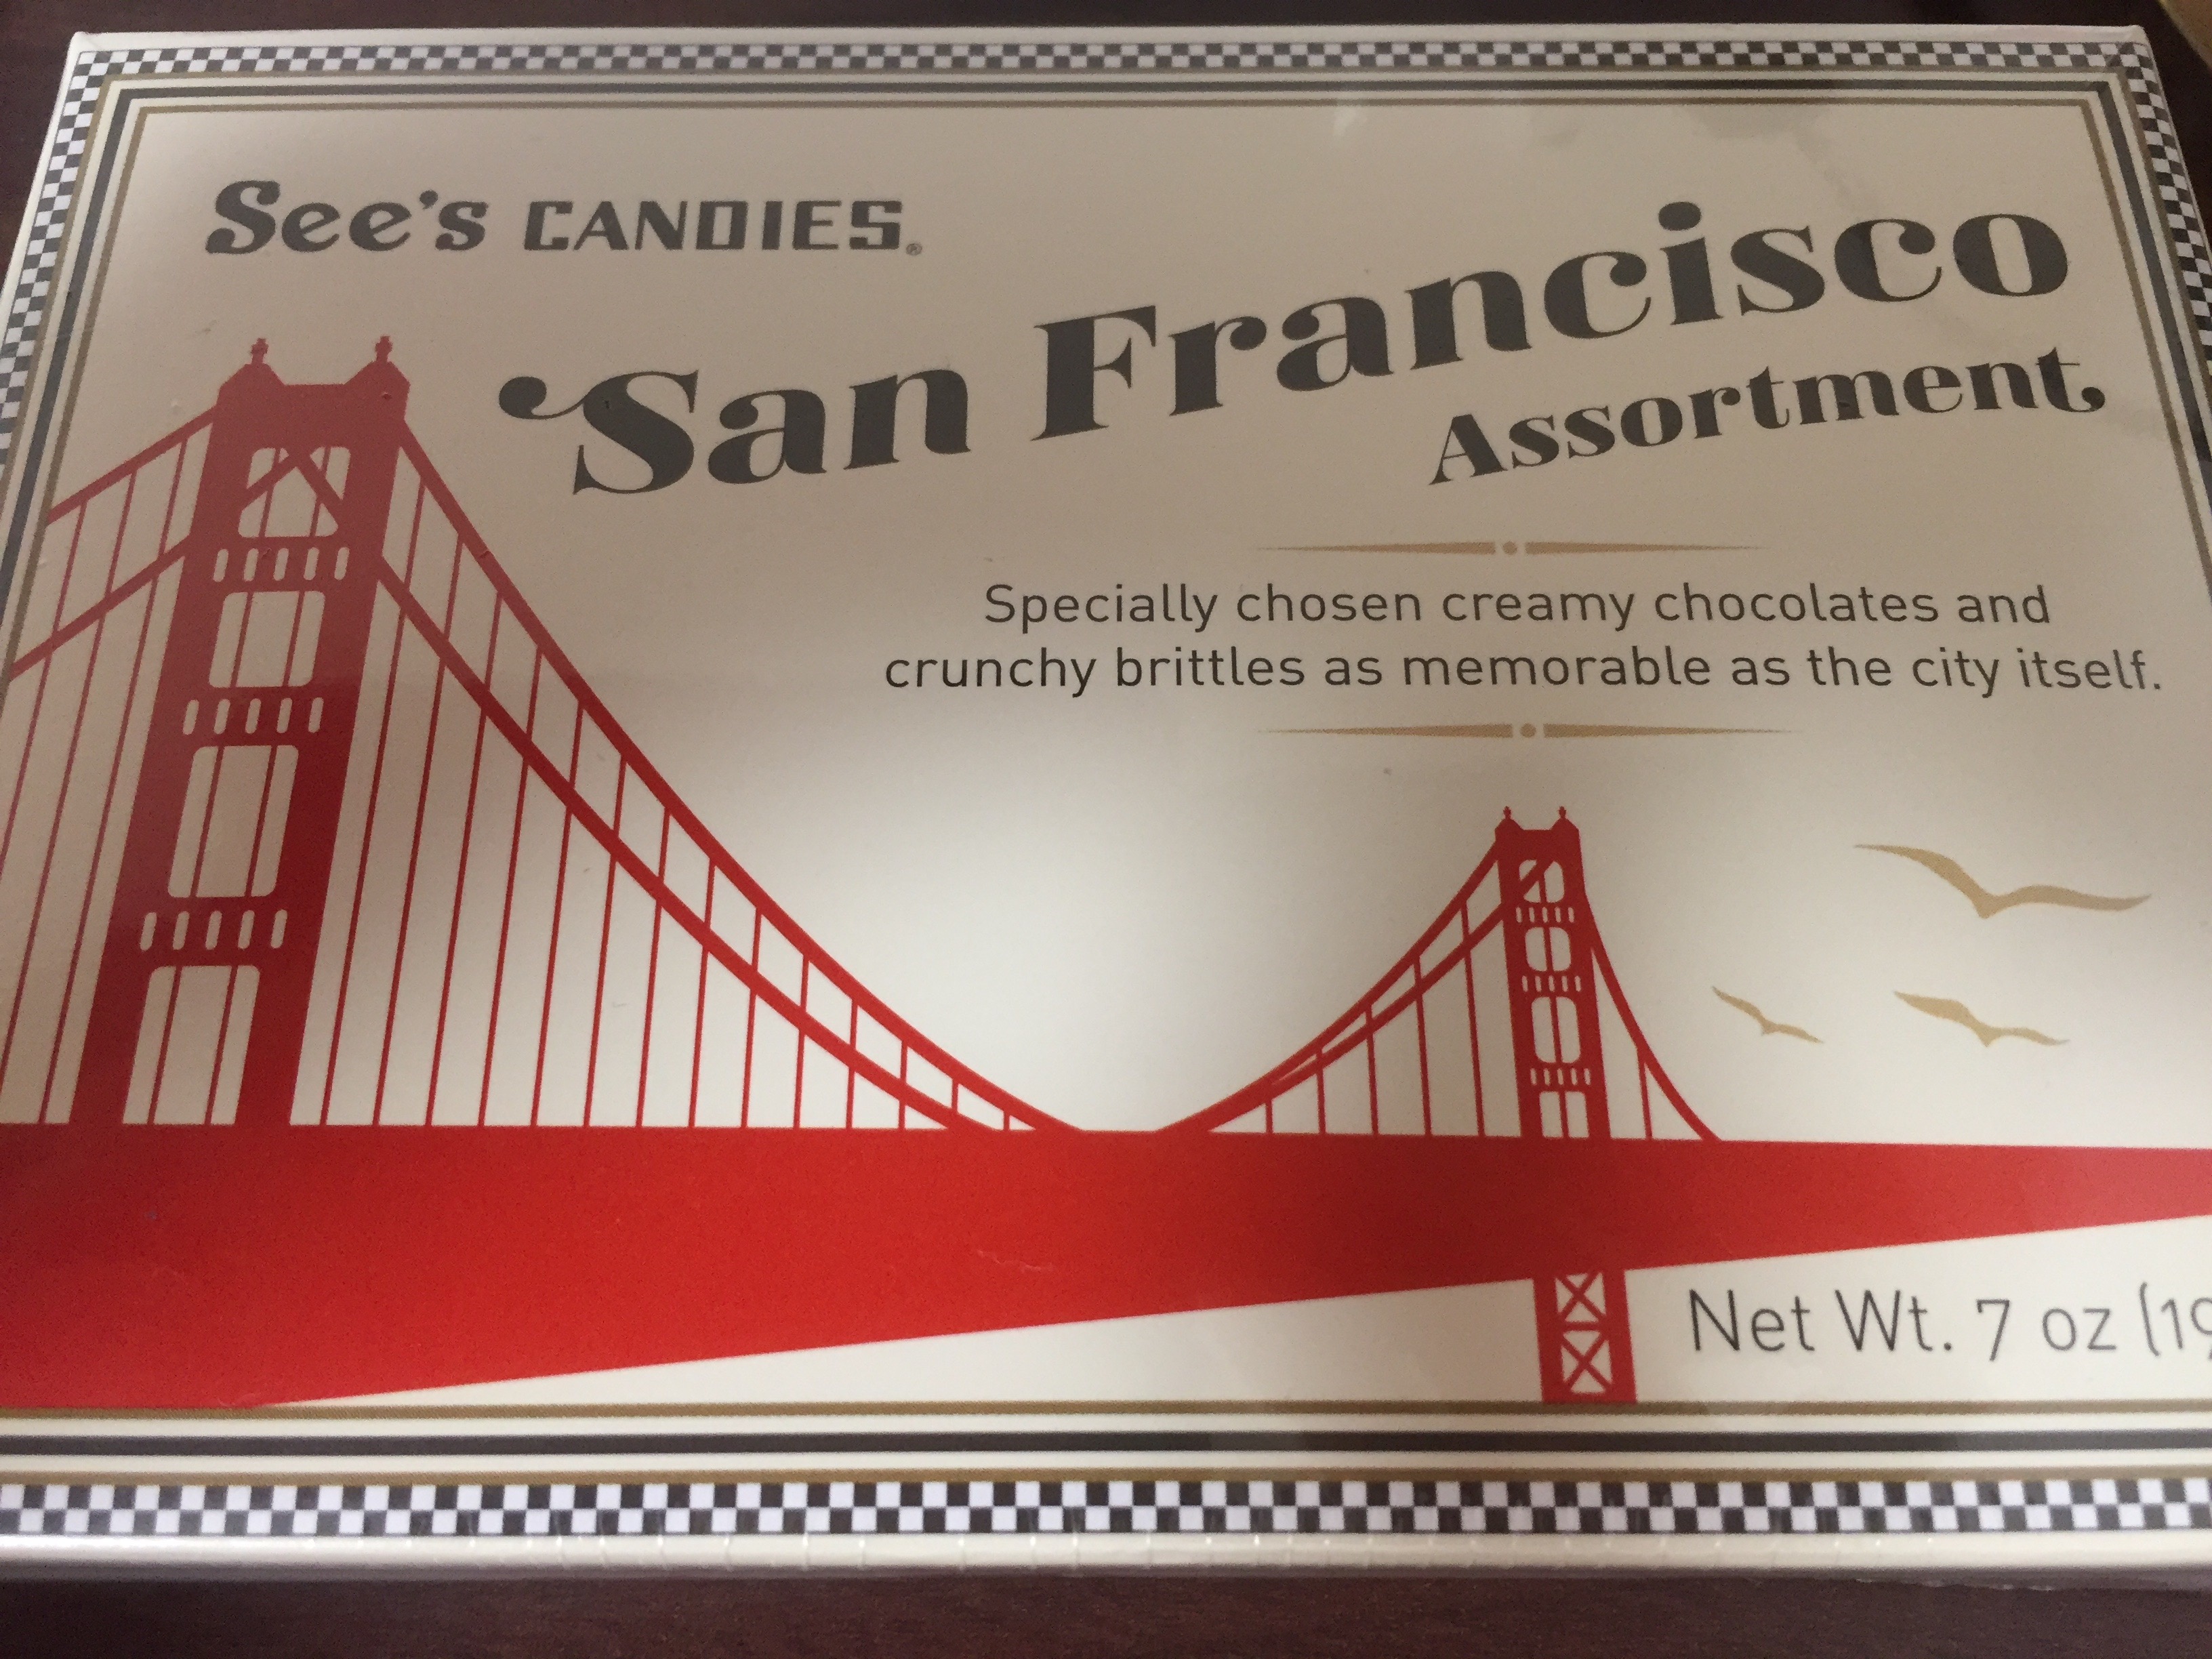 See's CANDIES®
San Francisco
Assortment
Specially chosen creamy chocolates and
crunchy brittles as memorable as the city itself.
Net Wt. 7 oz